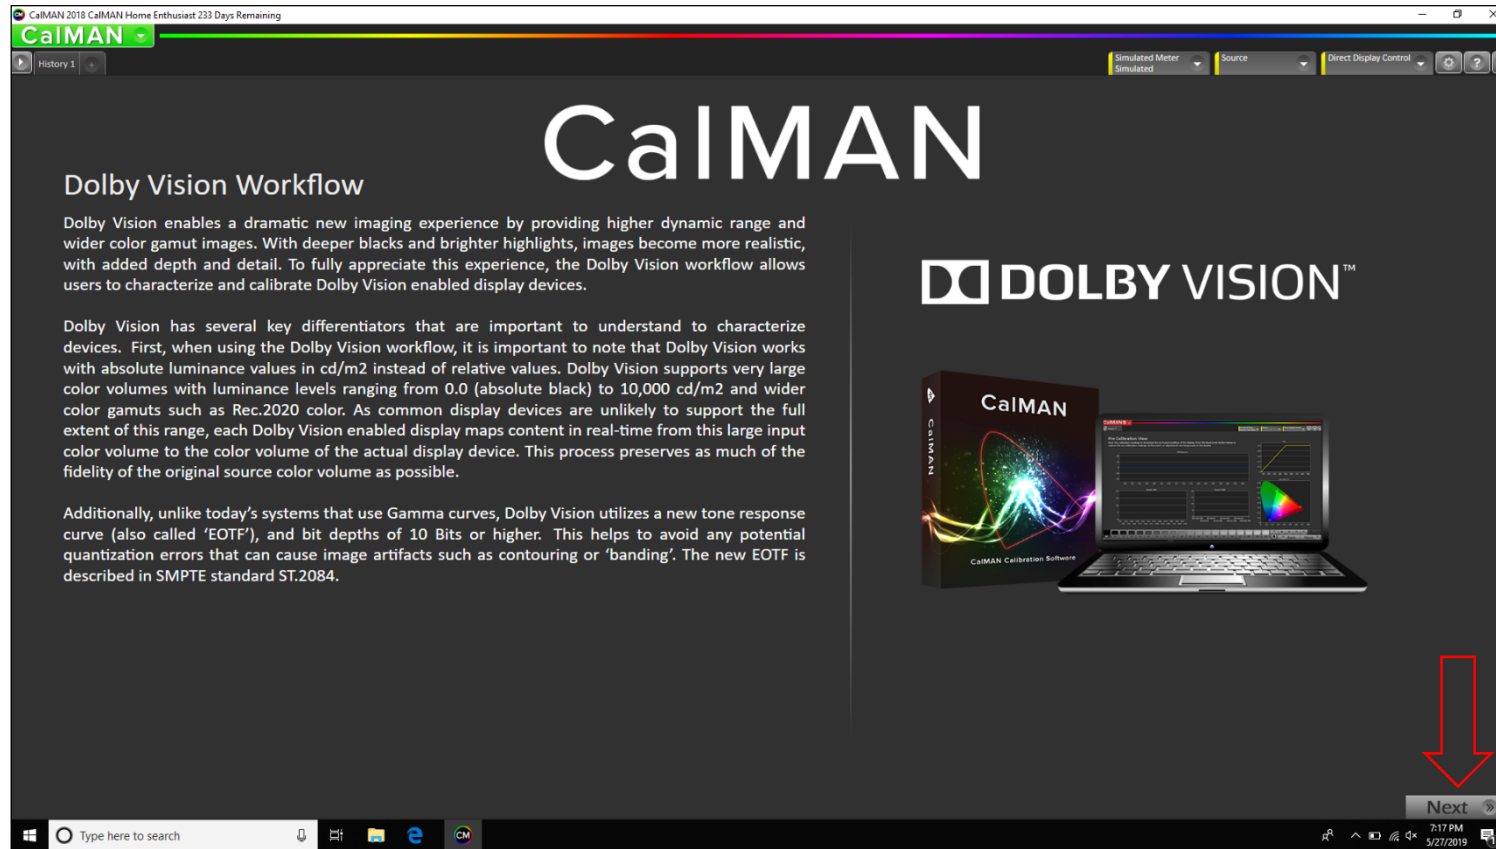 CalMAN 2018 CalMAN Home Enthusiast 233 Days Remaining
CalMAN
History 1
Simulated Meter
Simulated
Source
Direct Display Control
CalMAN
Dolby Vision Workflow
Dolby Vision enables a dramatic new imaging experience by providing higher dynamic range and
wider color gamut images. With deeper blacks and brighter highlights, images become more realistic,
with added depth and detail. To fully appreciate this experience, the Dolby Vision workflow allows
users to characterize and calibrate Dolby Vision enabled display devices.
Dolby Vision has several key differentiators that are important to understand to characterize
devices. First, when using the Dolby Vision workflow, it is important to note that Dolby Vision works
with absolute luminance values in cd/m2 instead of relative values. Dolby Vision supports very large
color volumes with luminance levels ranging from 0.0 (absolute black) to 10,000 cd/m2 and wider
color gamuts such as Rec.2020 color. As common display devices are unlikely to support the full
extent of this range, each Dolby Vision enabled display maps content in real-time from this large input
color volume to the color volume of the actual display device. This process preserves as much of the
fidelity of the original source color volume as possible.
Additionally, unlike today's systems that use Gamma curves, Dolby utilizes a new tone response
curve (also called ‘EOTF’), and bit depths of 10 Bits or higher. This helps to avoid any potential
quantization errors that can cause image artifacts such as contouring or ‘banding’. The new EOTF is
described in SMPTE standard ST.2084.
DOLBY VISION™
CalMAN
CalMAN
CalMAN Calibration Software
Next
Type here to search
CM
7:17 PM
5/27/2019